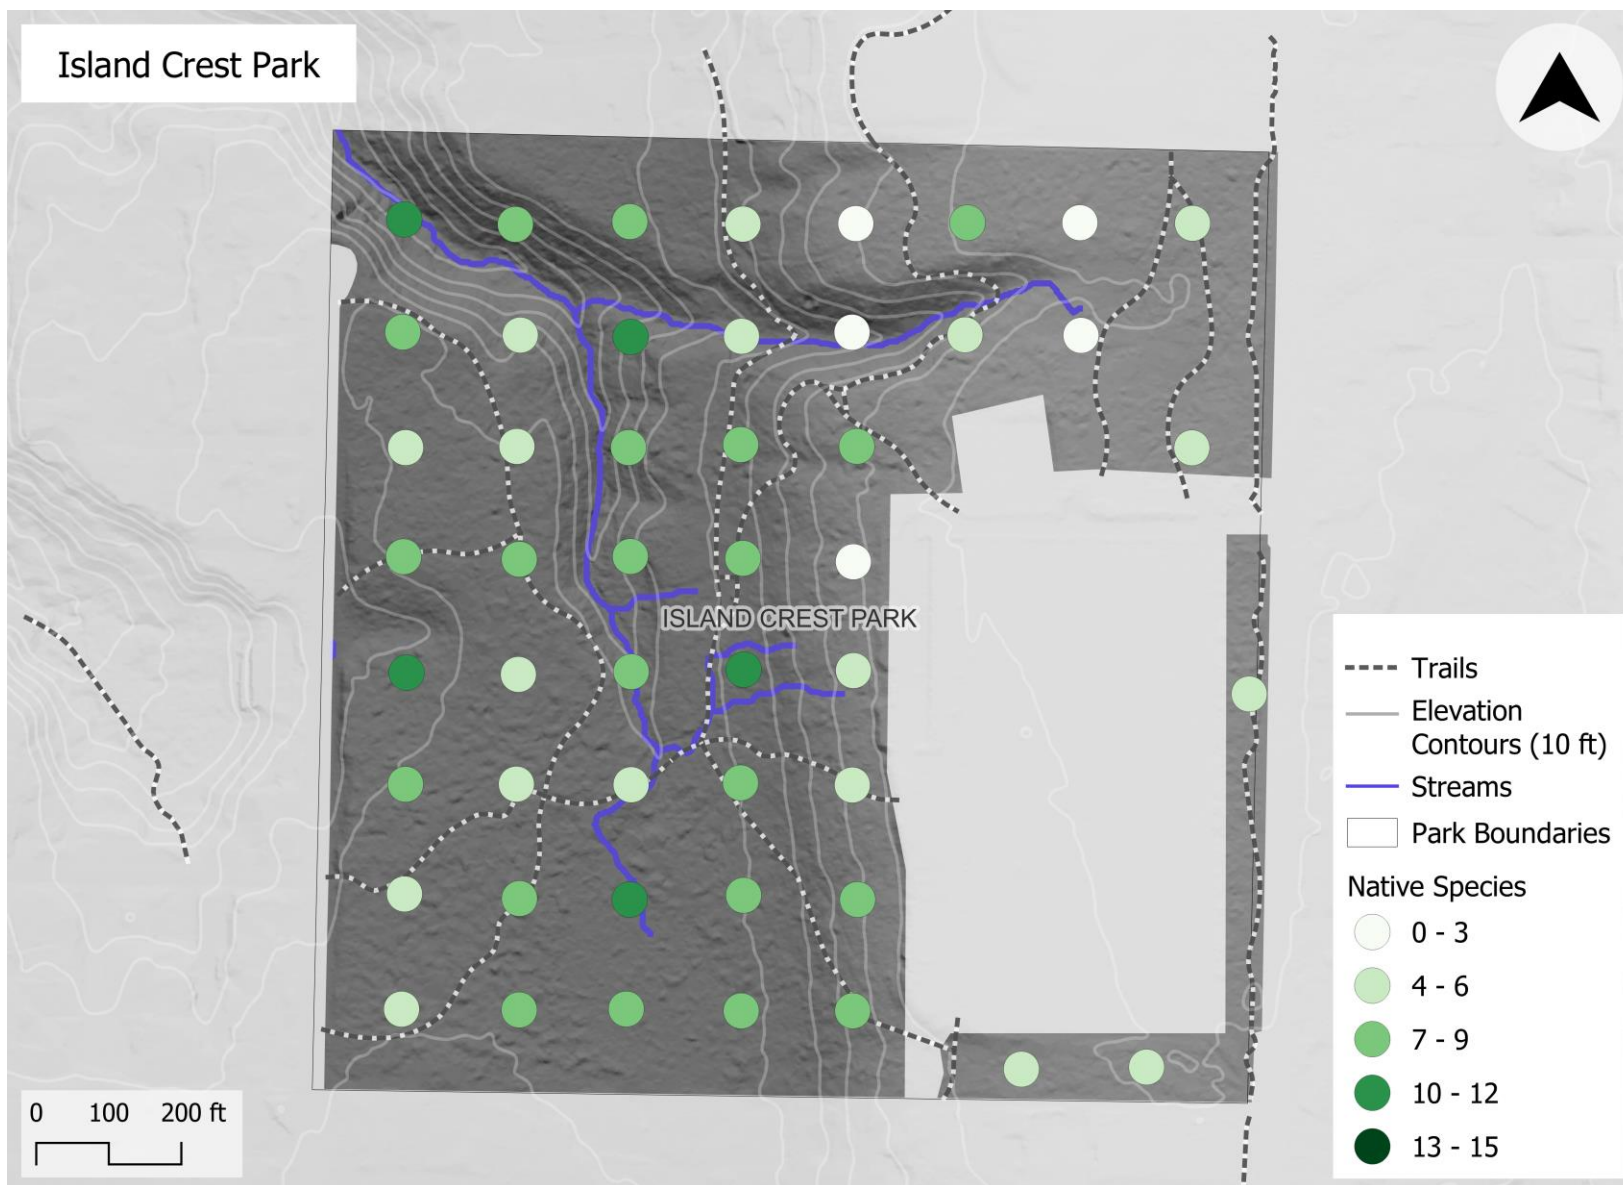 Island Crest Park
ISLAND CREST PARK
Trails
Elevation
Contours (10 ft)
Streams
Park Boundaries
Native Species
0 - 3
4 - 6
7 - 9
10 - 12
13 - 15
0 100 200 ft